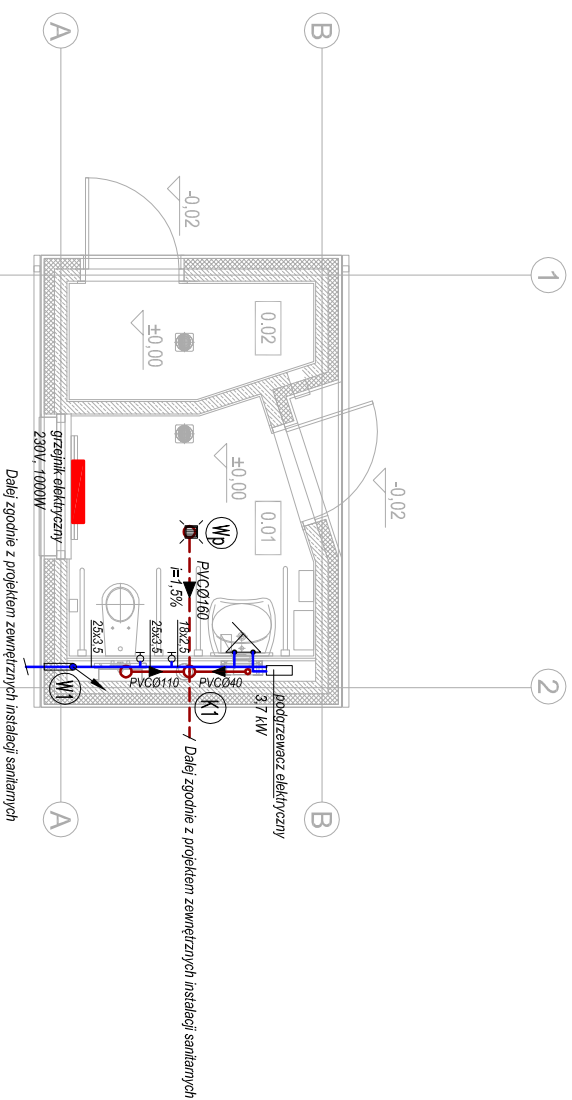 A
B
1
-0,02
±0,00
0.02
-0,02
±0,00
0.01
grzejnik elektryczny
230V, 1000W
Wp
PVCØ160
i=1,5%
25x3.5
25x3.5
18x2.5
PVCØ110
PVCØ40
W1
K1
podgrzewacz elektryczny
3,7 kW
2
A
B
Dalej zgodnie z projektem zewnętrznych instalacji sanitarnych
Dalej zgodnie z projektem zewnętrznych instalacji sanitarnych